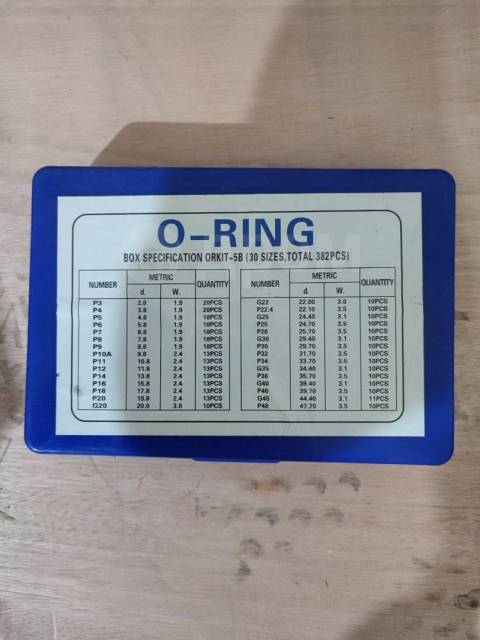 O-RING
BOX SPECIFICATION ORKIT-5B (30 SIZES, TOTAL 382PCS)
NUMBER METRIC QUANTITY
d. W.
P3 2.8 1.9 20PCS
P4 3.8 1.9 20PCS
P5 4.8 1.9 18PCS
P6 5.8 1.9 18PCS
P7 6.8 1.9 18PCS
P8 7.8 1.9 18PCS
P9 8.8 1.9 18PCS
P10A 9.8 2.4 13PCS
P11 10.8 2.4 13PCS
P12 11.8 2.4 13PCS
P14 13.8 2.4 13PCS
P16 15.8 2.4 13PCS
P18 17.8 2.4 13PCS
P20 19.8 2.4 13PCS
G20 20.0 3.0 10PCS
NUMBER METRIC QUANTITY
d. W.
G22 22.00 3.0 10PCS
P22.4 22.10 3.5 10PCS
G25 24.40 3.1 10PCS
P25 24.70 3.5 10PCS
P26 25.70 3.5 10PCS
G30 29.40 3.1 10PCS
P30 29.70 3.5 10PCS
P32 31.70 3.5 10PCS
P34 33.70 3.5 10PCS
G35 34.40 3.1 10PCS
P36 35.70 3.5 10PCS
G40 39.40 3.1 10PCS
P40 39.70 3.5 10PCS
G45 44.40 3.1 11PCS
P48 47.70 3.5 10PCS